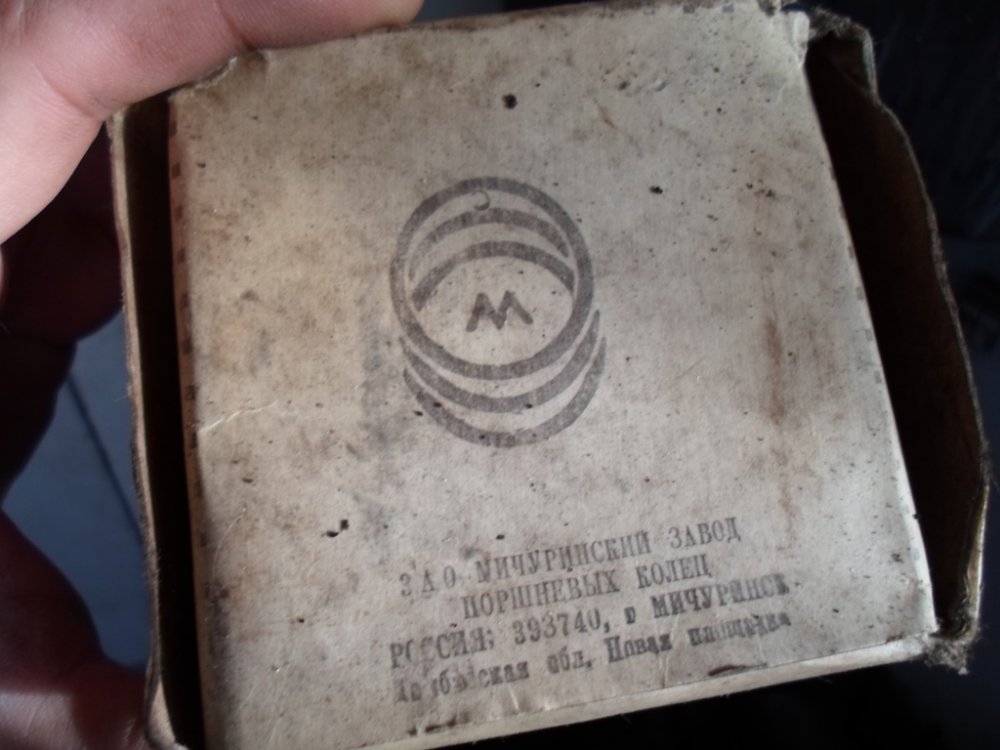 М
ЗАО МИЧУРИНСКИЙ ЗАВОД
ПОРШНЕВЫХ КОЛЕЦ
РОССИЯ; 393740, г МИЧУРИНСК
обл. Новая площадка